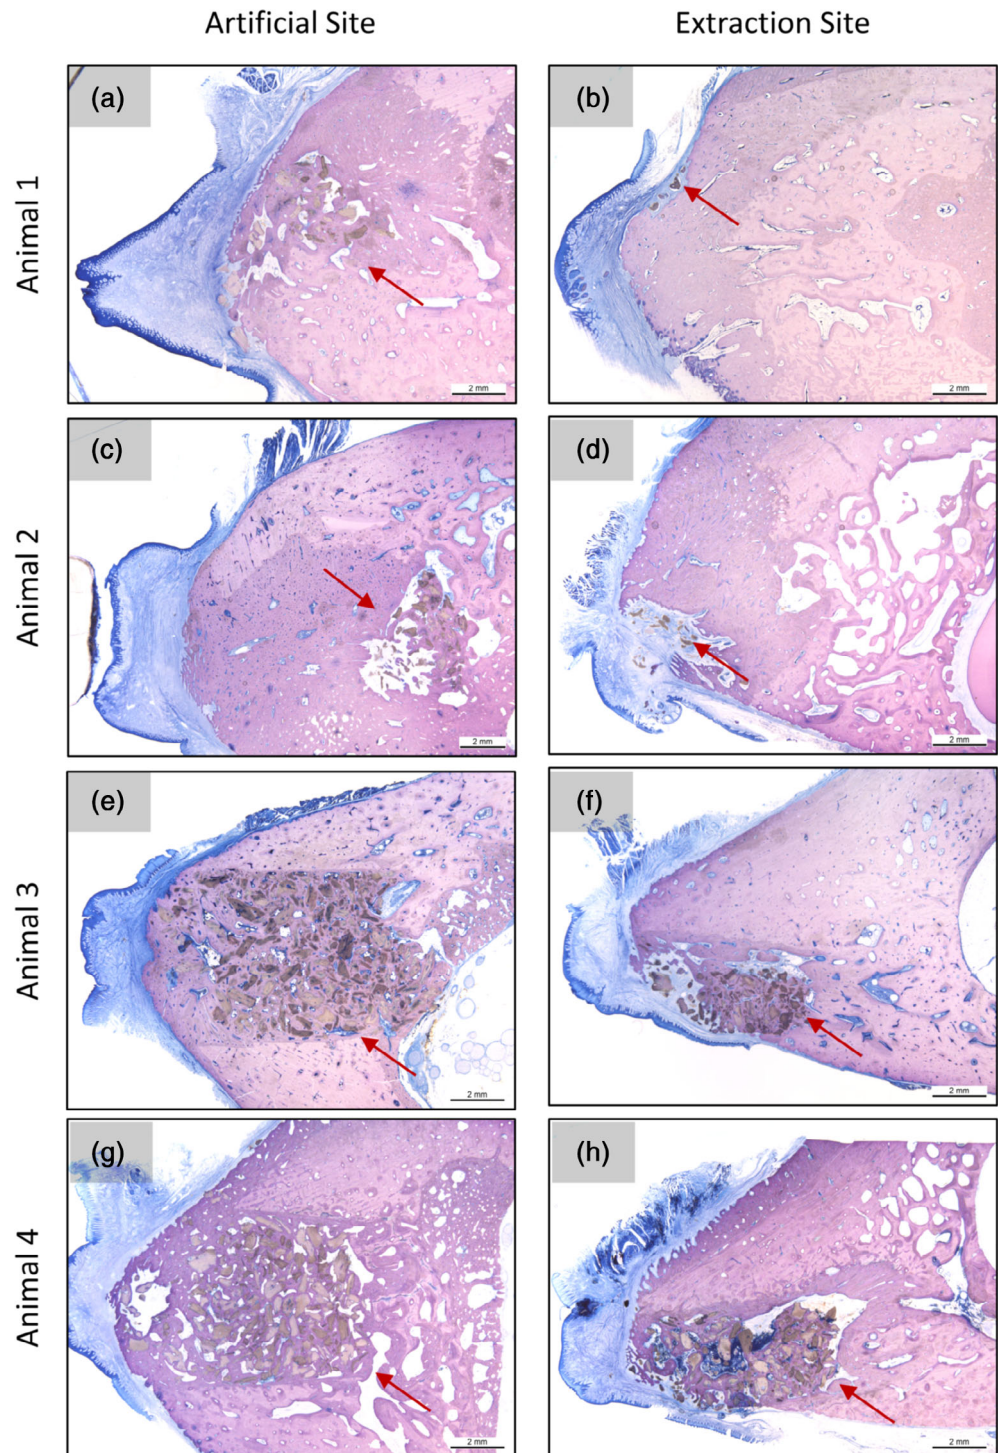 Artificial Site
Extraction Site
Animal 1
(a)
2 mm
(b)
2 mm
Animal 2
(c)
2 mm
(d)
2 mm
Animal 3
(e)
2 mm
(f)
2 mm
Animal 4
(g)
2 mm
(h)
2 mm